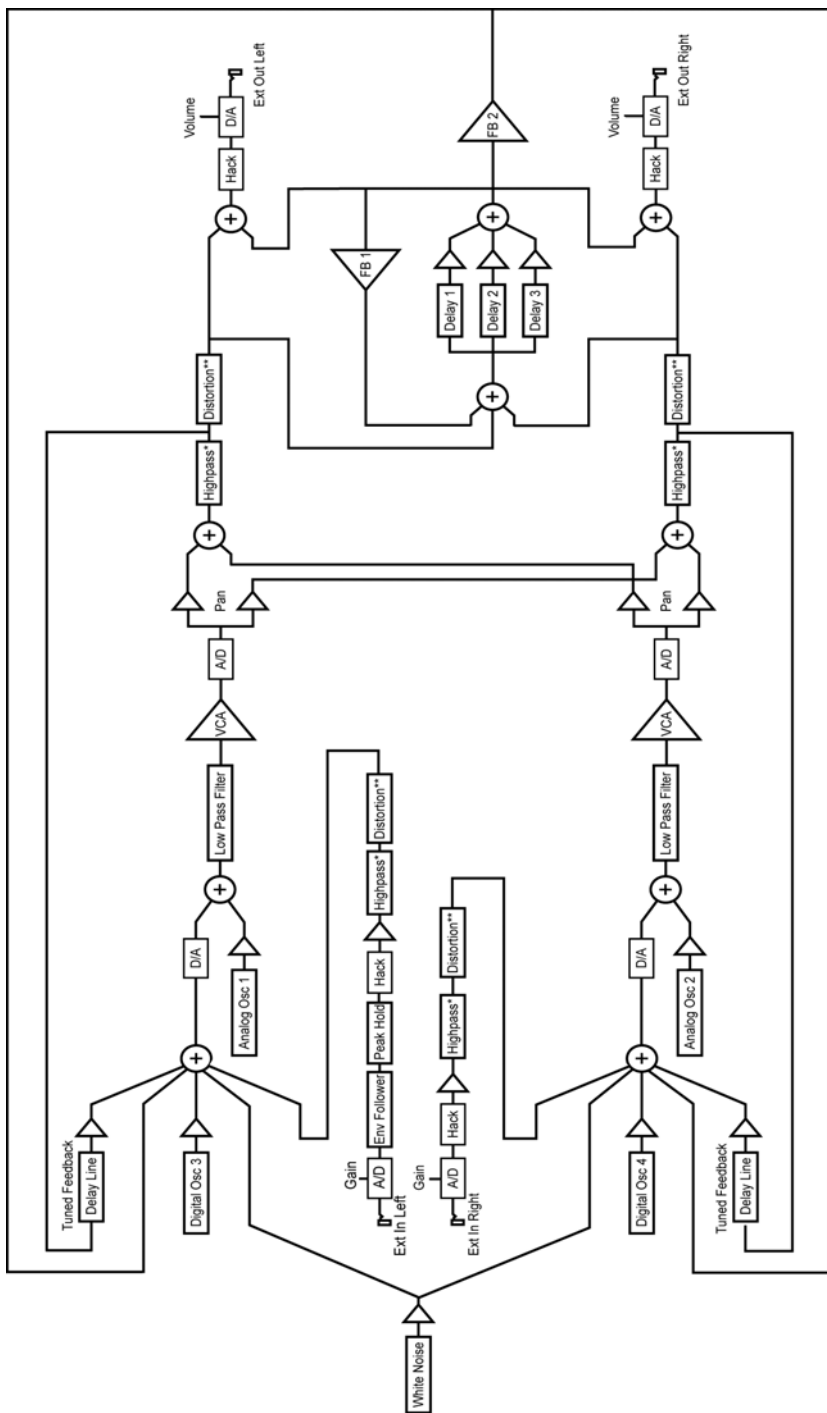 Tuned Feedback
Delay Line
Digital Osc 3
D/A
Analog Osc 1
+
+
Low Pass Filter
VCA
A/D
Pan
+
Highpass*
Distortion**
+
Hack
Volume
D/A
Ext Out Left
Gain
Ext In Left
A/D
Env Follower
Peak Hold
Hack
Highpass*
Distortion**
FB 1
White Noise
Gain
Ext In Right
A/D
Hack
Highpass*
Distortion**
+
Delay 1
Delay 2
Delay 3
+
FB 2
Digital Osc 4
Tuned Feedback
Delay Line
+
D/A
Analog Osc 2
+
Low Pass Filter
VCA
A/D
Pan
+
Highpass*
Distortion**
+
Hack
Volume
D/A
Ext Out Right